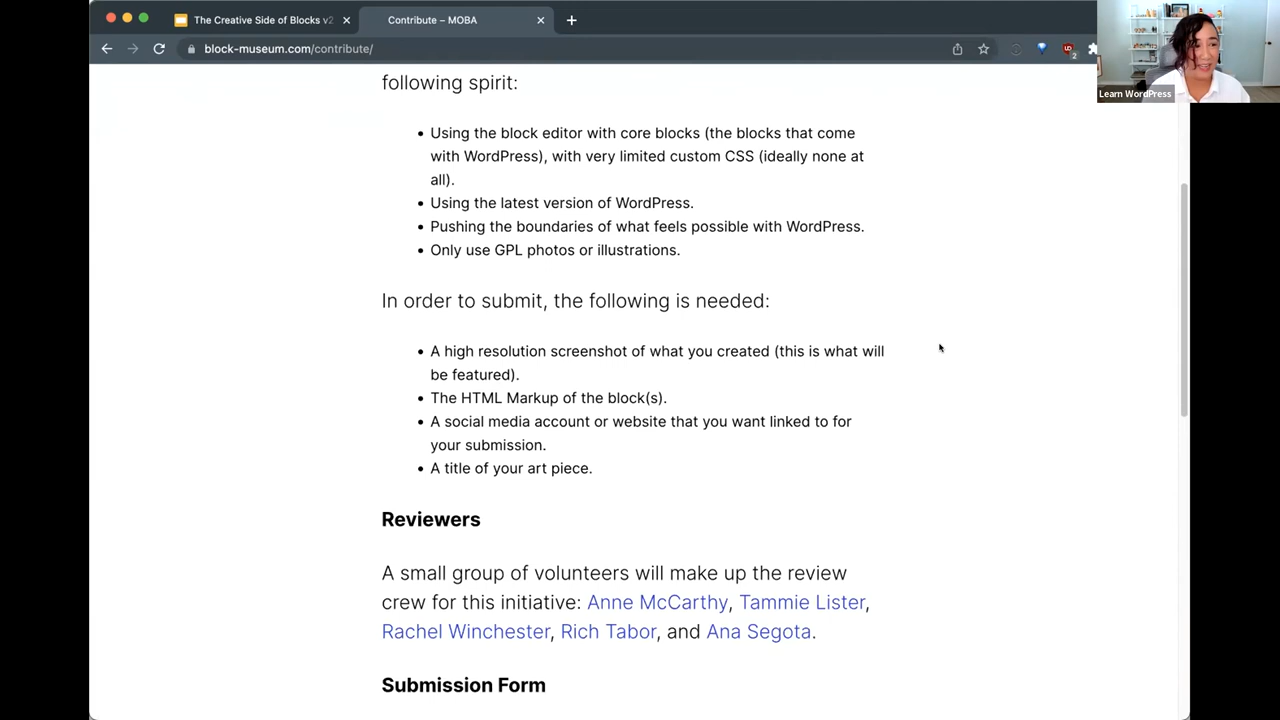 The Creative Side of Blocks v2
Contribute – MOBA
block-museum.com/contribute/
2
Learn WordPress
following spirit:
• Using the block editor with core blocks (the blocks that come
with WordPress), with very limited custom CSS (ideally none at
all).
• Using the latest version of WordPress.
• Pushing the boundaries of what feels possible with WordPress.
• Only use GPL photos or illustrations.
In order to submit, the following is needed:
• A high resolution screenshot of what you created (this is what will
be featured).
• The HTML Markup of the block(s).
• A social media account or website that you want linked to for
your submission.
• A title of your art piece.
Reviewers
A small group of volunteers will make up the review
crew for this initiative: Anne McCarthy, Tammie Lister,
Rachel Winchester, Rich Tabor, and Ana Segota.
Submission Form